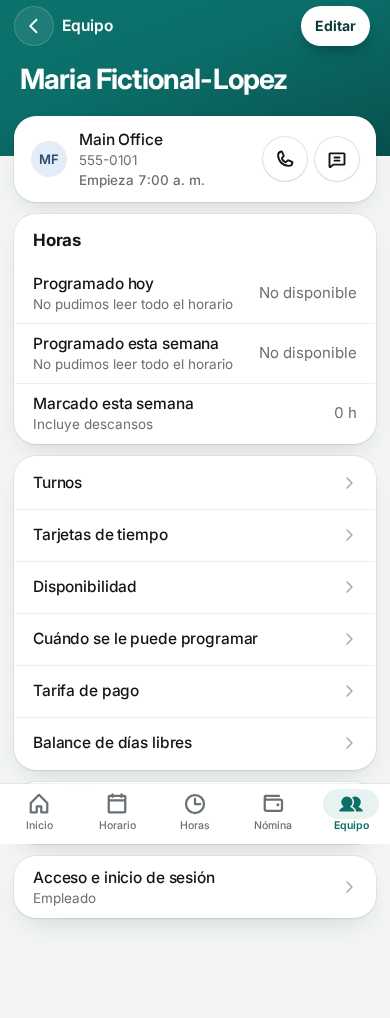 Equipo
Editar
Maria Fictional-Lopez
MF
Main Office
555-0101
Empieza 7:00 a. m.
Horas
Programado hoy
No pudimos leer todo el horario
No disponible
Programado esta semana
No pudimos leer todo el horario
No disponible
Marcado esta semana
Incluye descansos
0 h
Turnos
Tarjetas de tiempo
Disponibilidad
Cuándo se le puede programar
Tarifa de pago
Balance de días libres
Inicio
Horario
Horas
Nómina
Equipo
Acceso e inicio de sesión
Empleado